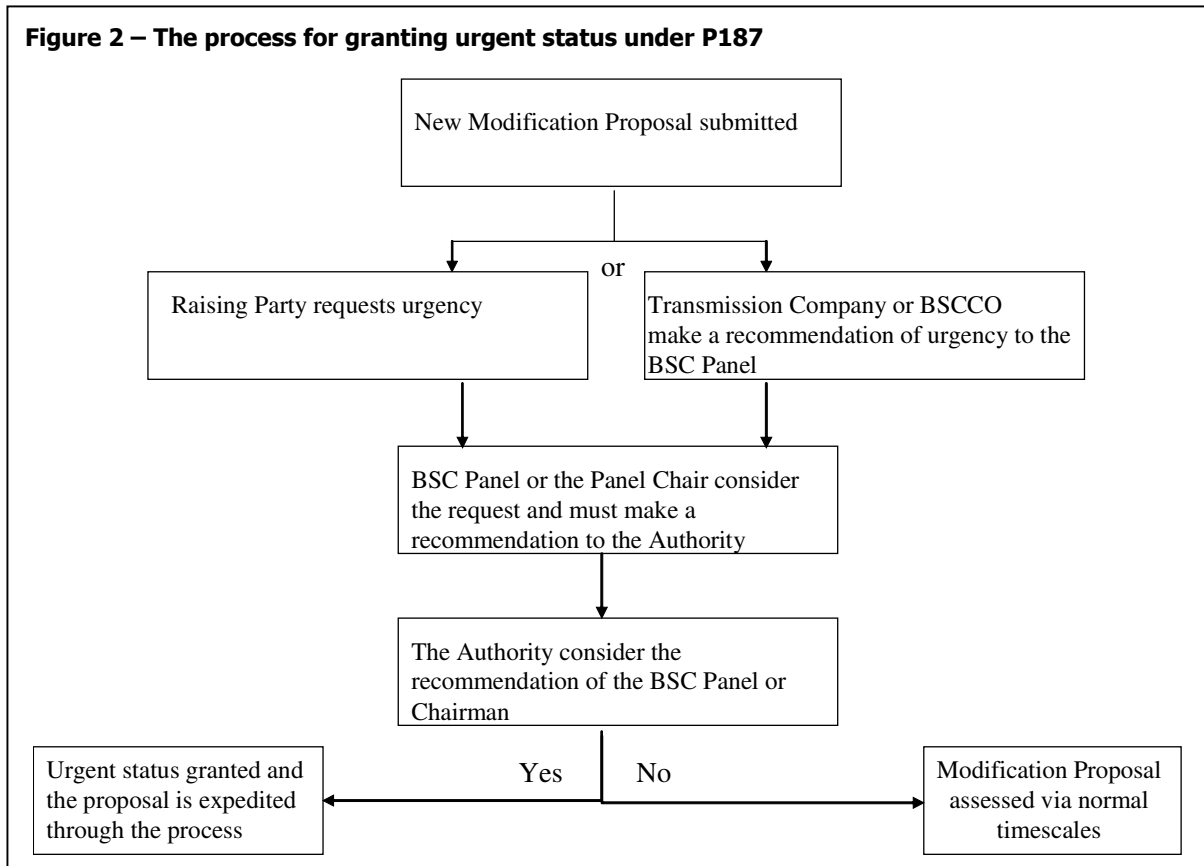 Figure 2 – The process for granting urgent status under P187
New Modification Proposal submitted
or
Raising Party requests urgency
Transmission Company or BSCCO
make a recommendation of urgency to the
BSC Panel
BSC Panel or the Panel Chair consider
the request and must make a
recommendation to the Authority
The Authority consider the
recommendation of the BSC Panel or
Chairman
Yes
No
Urgent status granted and
the proposal is expedited
through the process
Modification Proposal
assessed via normal
timescales